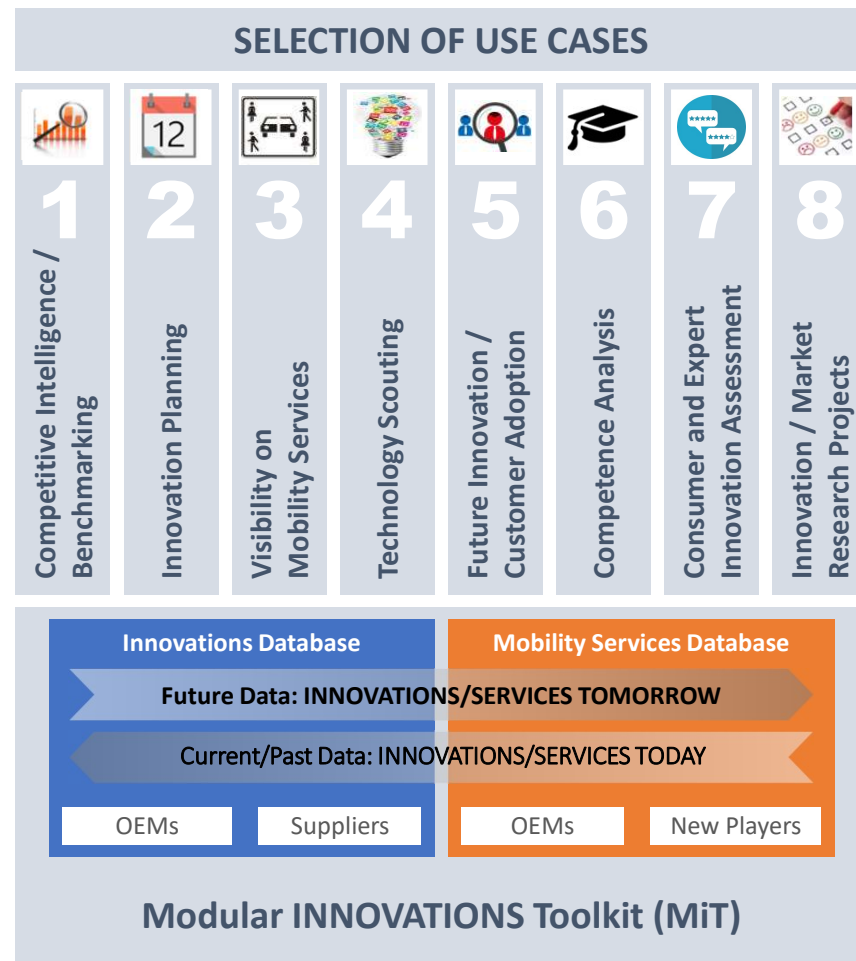 SELECTION OF USE CASES
12
1
2
3
4
5
6
7
8
Competitive Intelligence /
Benchmarking
Innovation Planning
Visibility on
Mobility Services
Technology Scouting
Future Innovation /
Customer Adoption
Competence Analysis
Consumer and Expert
Innovation Assessment
Innovation / Market
Research Projects
Innovations Database
Mobility Services Database
Future Data: INNOVATIONS/SERVICES TOMORROW
Current/Past Data: INNOVATIONS/SERVICES TODAY
OEMs
Suppliers
OEMs
New Players
Modular INNOVATIONS Toolkit (MiT)